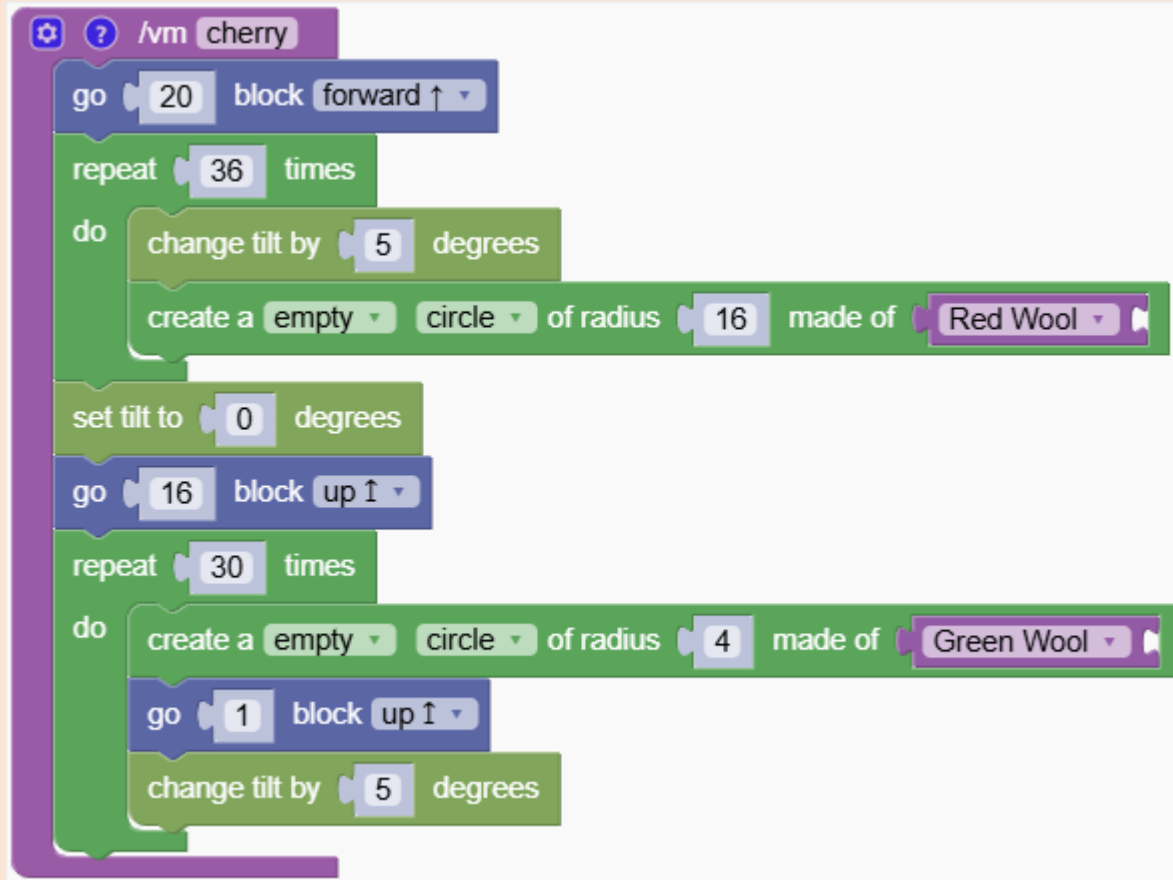 ? /vm cherry
go 20 block forward ↑
repeat 36 times
do change tilt by 5 degrees
create a empty circle of radius 16 made of Red Wool
set tilt to 0 degrees
go 16 block up ↥
repeat 30 times
do create a empty circle of radius 4 made of Green Wool
go 1 block up ↥
change tilt by 5 degrees